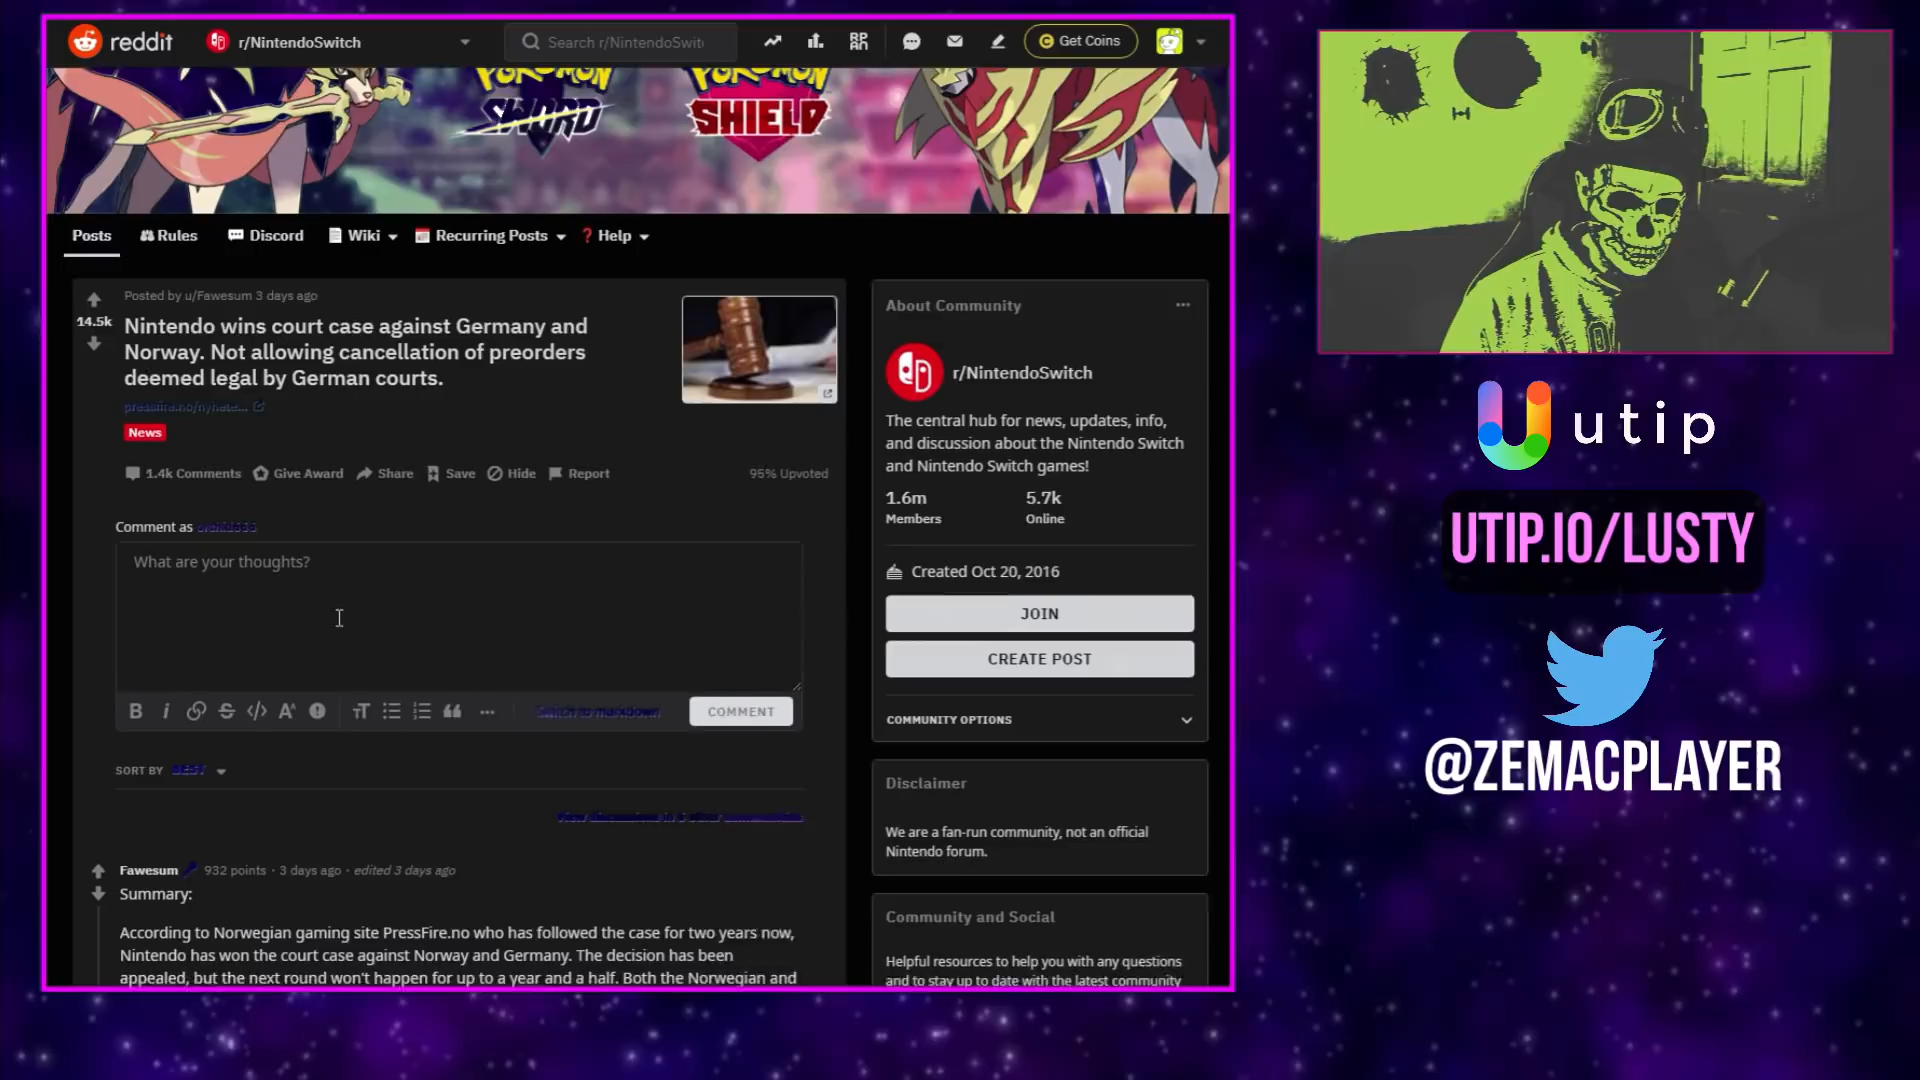 reddit
r/NintendoSwitch
Search r/NintendoSwit
Get Coins
POKÉMON SWORD
POKÉMON SHIELD
Posts
Rules
Discord
Wiki
Recurring Posts
Help
Posted by u/Fawesum 3 days ago
14.5k
Nintendo wins court case against Germany and
Norway. Not allowing cancellation of preorders
deemed legal by German courts.
pressfire.no/nyhete...
News
1.4k Comments
Give Award
Share
Save
Hide
Report
95% Upvoted
Comment as
What are your thoughts?
Switch to markdown
COMMENT
SORT BY BEST
Fawesum 932 points · 3 days ago · edited 3 days ago
Summary:
According to Norwegian gaming site PressFire.no who has followed the case for two years now,
Nintendo has won the court case against Norway and Germany. The decision has been
appealed, but the next round won't happen for up to a year and a half. Both the Norwegian and
About Community
r/NintendoSwitch
The central hub for news, updates, info,
and discussion about the Nintendo Switch
and Nintendo Switch games!
1.6m
Members
5.7k
Online
Created Oct 20, 2016
JOIN
CREATE POST
COMMUNITY OPTIONS
Disclaimer
We are a fan-run community, not an official
Nintendo forum.
Community and Social
Helpful resources to help you with any questions
and to stay up to date with the latest community
utip
UTIP.IO/LUSTY
@ZEMACPLAYER